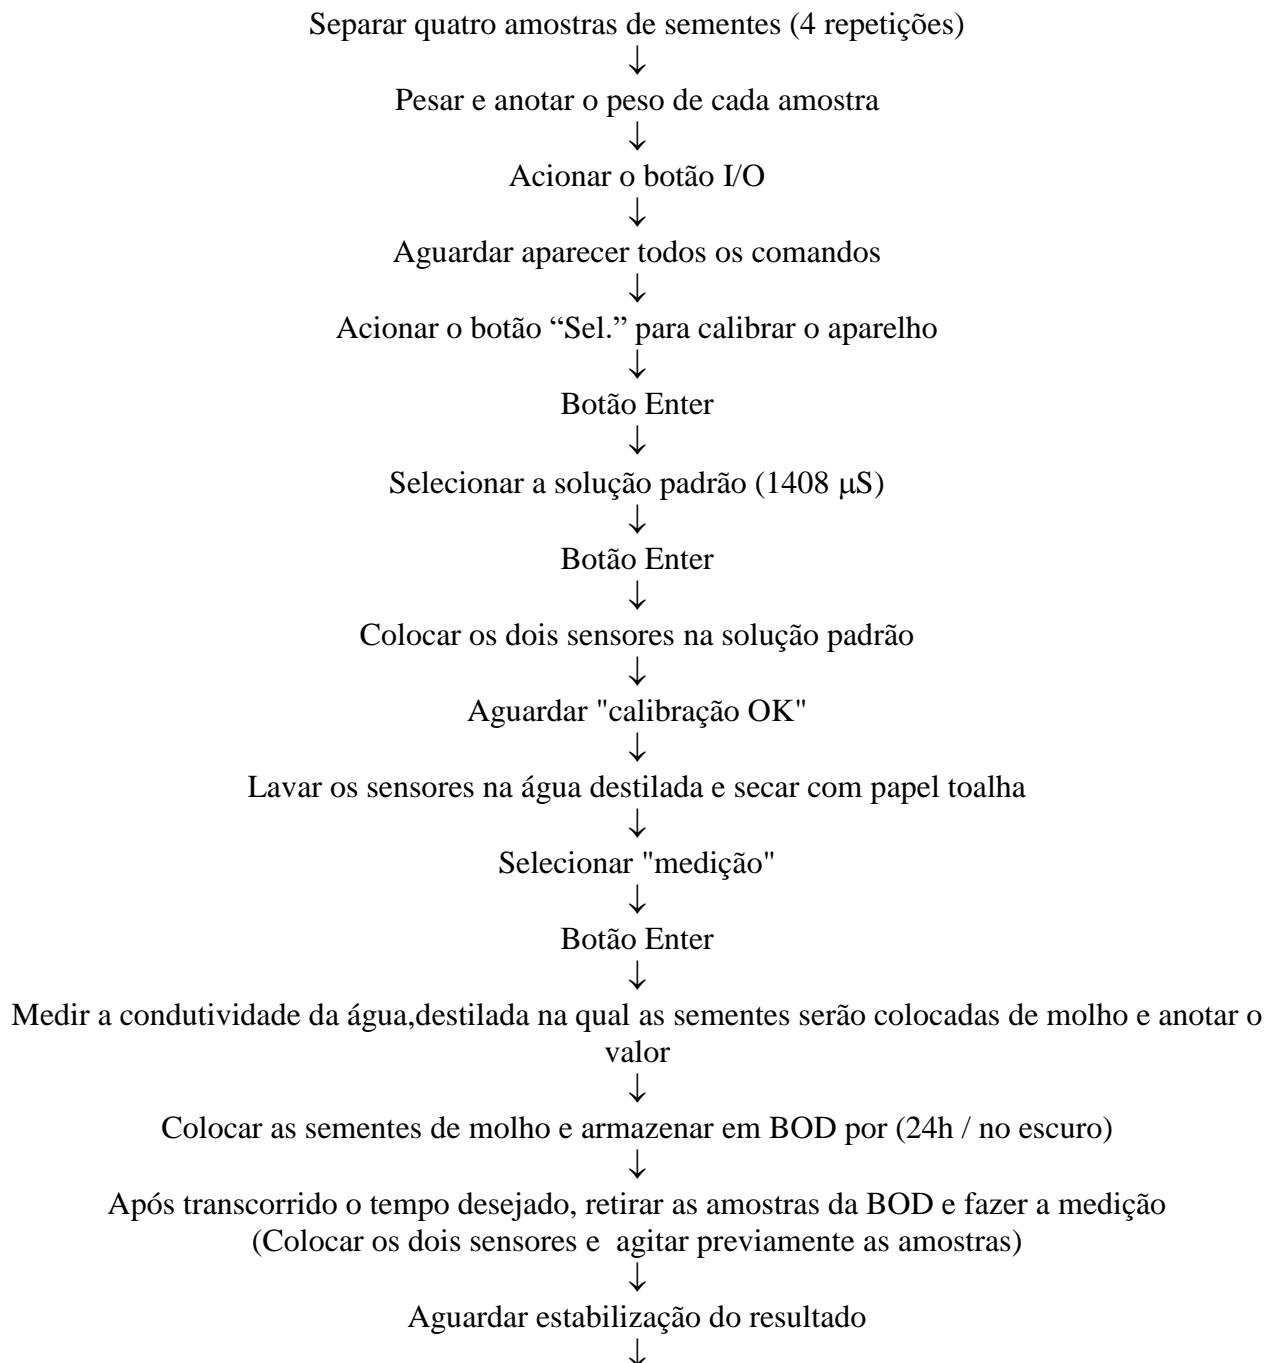 Separar quatro amostras de sementes (4 repetições)
↓
Pesar e anotar o peso de cada amostra
↓
Acionar o botão I/O
↓
Aguardar aparecer todos os comandos
↓
Acionar o botão “Sel.” para calibrar o aparelho
↓
Botão Enter
↓
Selecionar a solução padrão (1408 μS)
↓
Botão Enter
↓
Colocar os dois sensores na solução padrão
↓
Aguardar "calibração OK"
↓
Lavar os sensores na água destilada e secar com papel toalha
↓
Selecionar "medição"
↓
Botão Enter
↓
Medir a condutividade da água,destilada na qual as sementes serão colocadas de molho e anotar o
valor
↓
Colocar as sementes de molho e armazenar em BOD por (24h / no escuro)
↓
Após transcorrido o tempo desejado, retirar as amostras da BOD e fazer a medição
(Colocar os dois sensores e  agitar previamente as amostras)
↓
Aguardar estabilização do resultado
↓